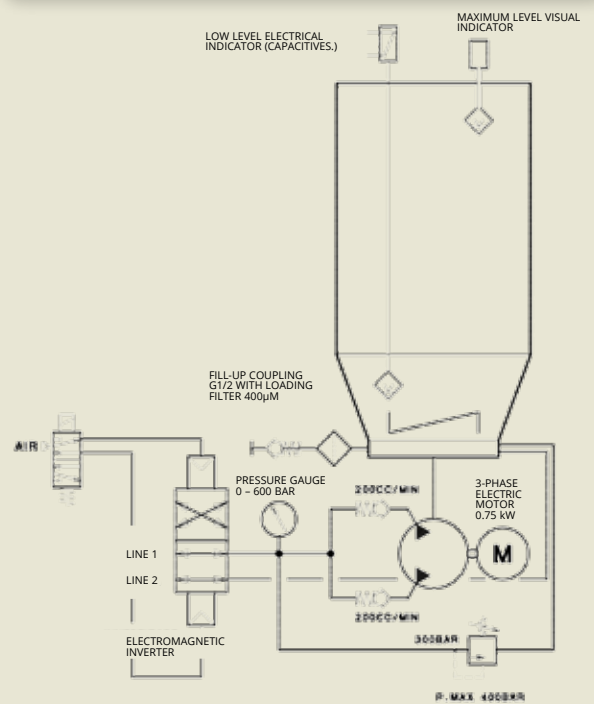 LOW LEVEL ELECTRICAL
INDICATOR (CAPACITIVES.)
MAXIMUM LEVEL VISUAL
INDICATOR
FILL-UP COUPLING
G1/2 WITH LOADING
FILTER 400µM
AIR
PRESSURE GAUGE
0 – 600 BAR
200CC/MIN
3-PHASE
ELECTRIC
MOTOR
0.75 kW
M
LINE 1
LINE 2
200CC/MIN
ELECTROMAGNETIC
INVERTER
300BAR
P.MAX 400BAR